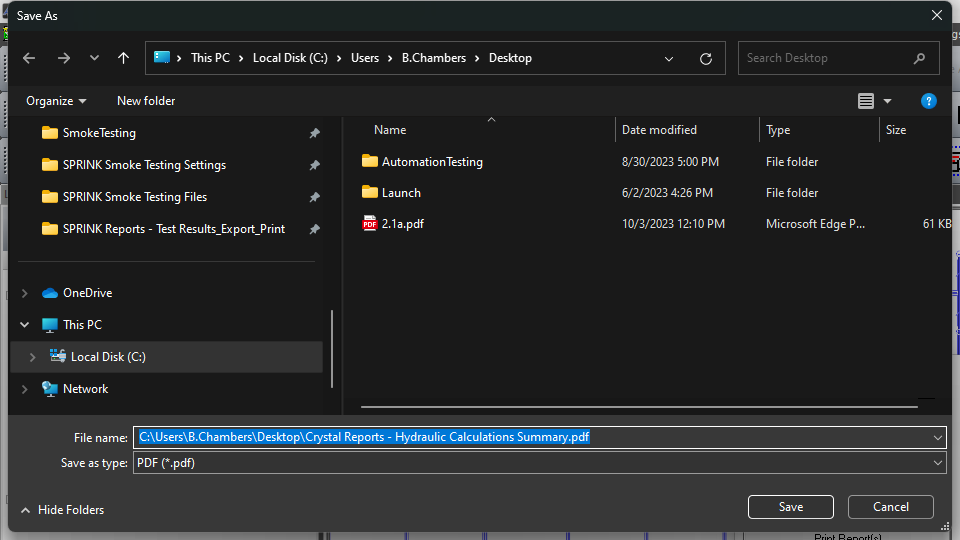 Save As
This PC > Local Disk (C:) > Users > B.Chambers > Desktop
Search Desktop
Organize
New folder
Name
Date modified
Type
Size
SmokeTesting
SPRINK Smoke Testing Settings
SPRINK Smoke Testing Files
SPRINK Reports - Test Results_Export_Print
AutomationTesting 8/30/2023 5:00 PM File folder
Launch 6/2/2023 4:26 PM File folder
PDF 2.1a.pdf 10/3/2023 12:10 PM Microsoft Edge P... 61 KB
OneDrive
This PC
Local Disk (C:)
Network
File name: C:\Users\B.Chambers\Desktop\Crystal Reports - Hydraulic Calculations Summary.pdf
Save as type: PDF (*.pdf)
Hide Folders
Save
Cancel
Print Report(s)